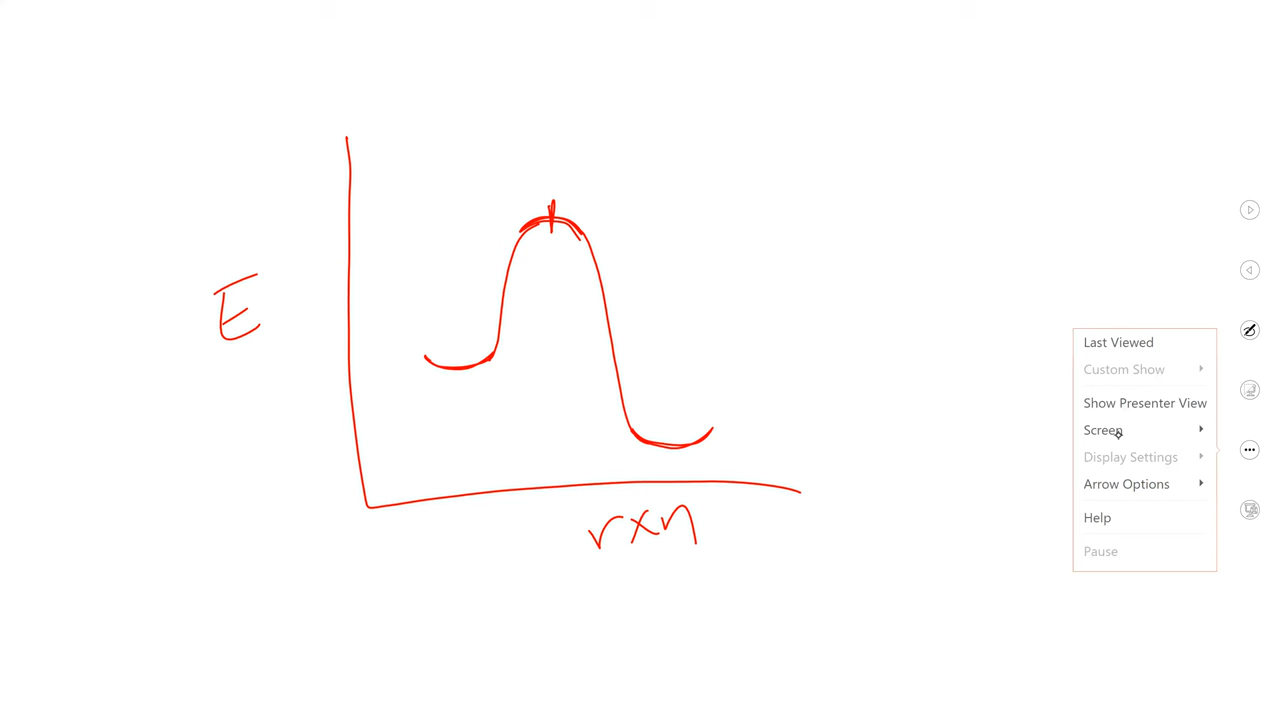 E
rxn
Last Viewed
Custom Show
Show Presenter View
Screen
Display Settings
Arrow Options
Help
Pause